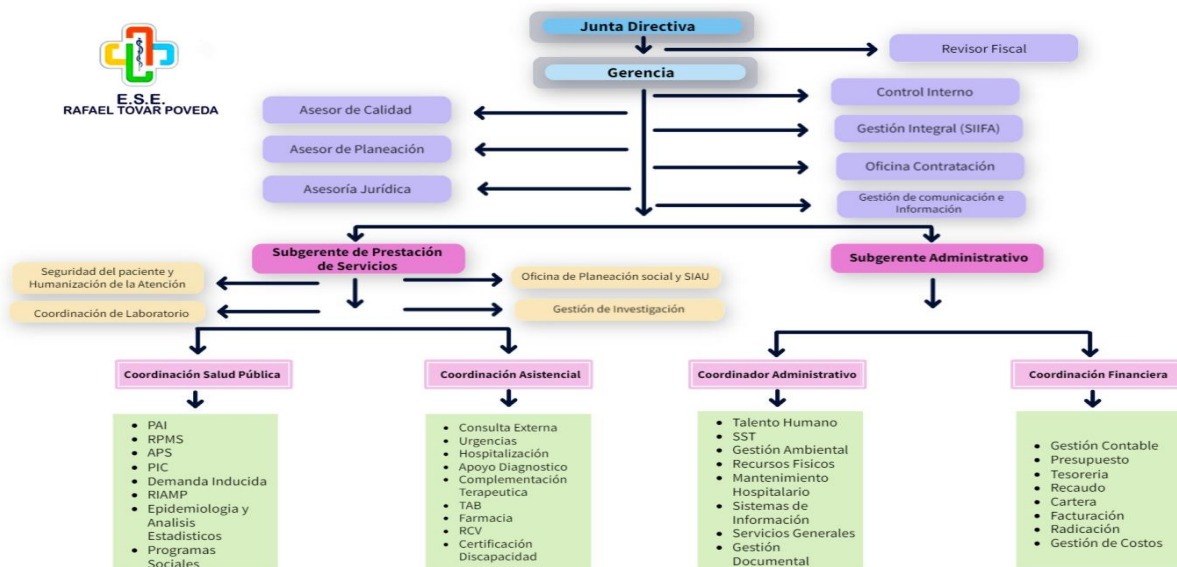 Junta Directiva
Revisor Fiscal
Gerencia
E.S.E.
RAFAEL TOVAR POVEDA
Control Interno
Asesor de Calidad
Gestión Integral (SIIFA)
Asesor de Planeación
Oficina Contratación
Asesoría Jurídica
Gestión de comunicación e
Información
Subgerente de Prestación
de Servicios
Subgerente Administrativo
Seguridad del paciente y
Humanización de la Atención
Oficina de Planeación social y SIAU
Coordinación de Laboratorio
Gestión de Investigación
Coordinación Salud Pública
Coordinación Asistencial
Coordinador Administrativo
Coordinación Financiera
• PAI
• RPMS
• APS
• PIC
• Demanda Inducida
• RIAMP
• Epidemiologia y
Analisis
Estadisticos
• Programas
Sociales
• Consulta Externa
• Urgencias
• Hospitalización
• Apoyo Diagnostico
• Complementación
Terapeutica
• TAB
• Farmacia
• RCV
• Certificación
Discapacidad
• Talento Humano
• SST
• Gestión Ambiental
• Recursos Fisicos
• Mantenimiento
Hospitalario
• Sistemas de
Información
• Servicios Generales
• Gestión
Documental
• Gestión Contable
• Presupuesto
• Tesoreria
• Recaudo
• Cartera
• Facturación
• Radicación
• Gestión de Costos